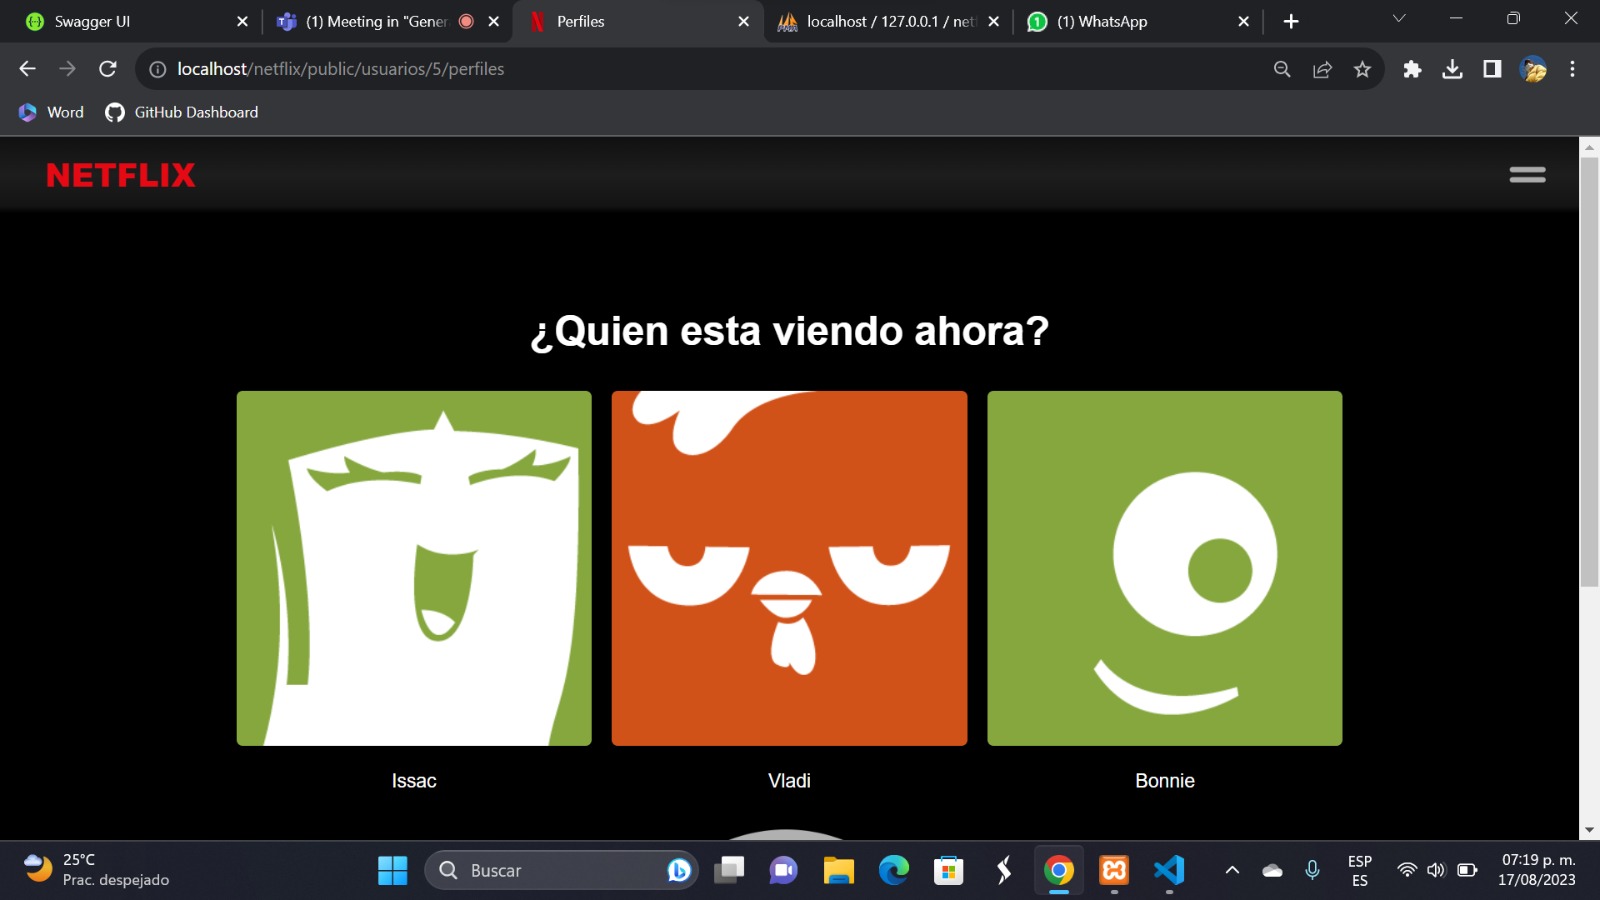 Swagger UI
(1) Meeting in "Gener
Perfiles
localhost / 127.0.0.1 / net
(1) WhatsApp
localhost/netflix/public/usuarios/5/perfiles
Word
GitHub Dashboard
NETFLIX
¿Quien esta viendo ahora?
Issac
Vladi
Bonnie
25°C
Prac. despejado
Buscar
ESP
ES
07:19 p. m.
17/08/2023